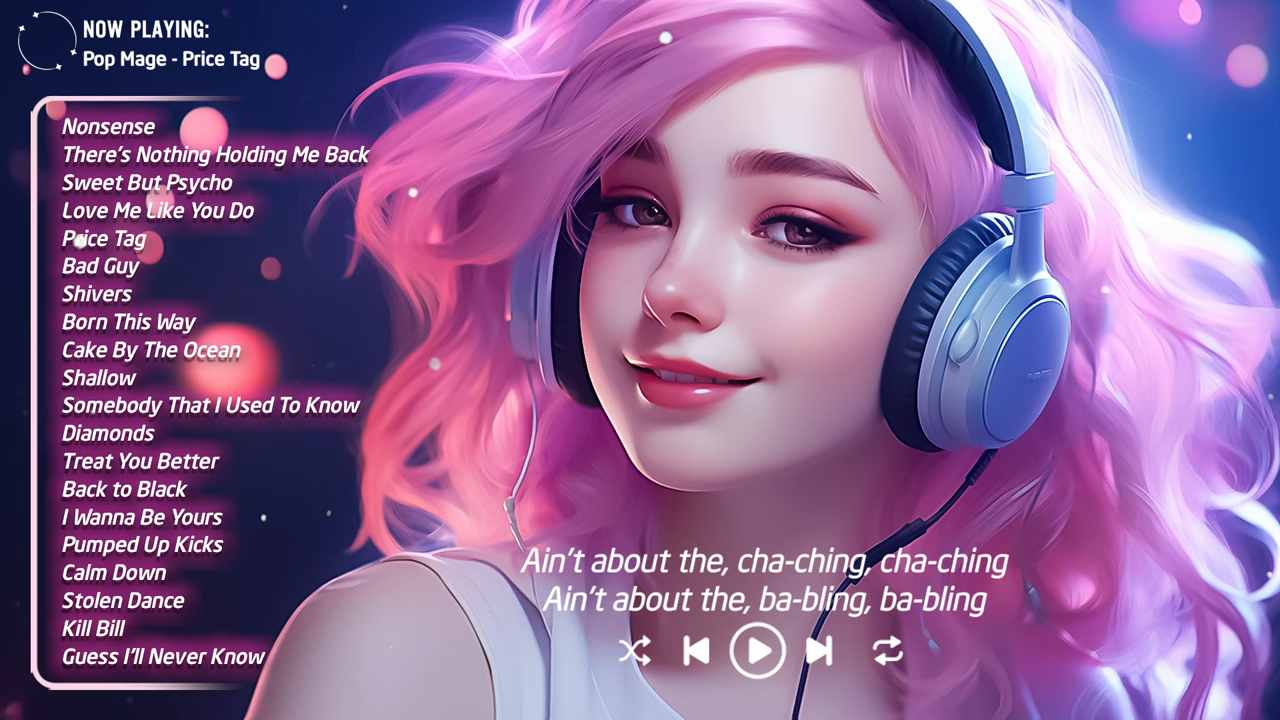 NOW PLAYING:
Pop Mage - Price Tag
Nonsense
There's Nothing Holding Me Back
Sweet But Psycho
Love Me Like You Do
Price Tag
Bad Guy
Shivers
Born This Way
Cake By The Ocean
Shallow
Somebody That I Used To Know
Diamonds
Treat You Better
Back to Black
I Wanna Be Yours
Pumped Up Kicks
Calm Down
Stolen Dance
Kill Bill
Guess I'll Never Know
Ain't about the, cha-ching, cha-ching
Ain't about the, ba-bling, ba-bling